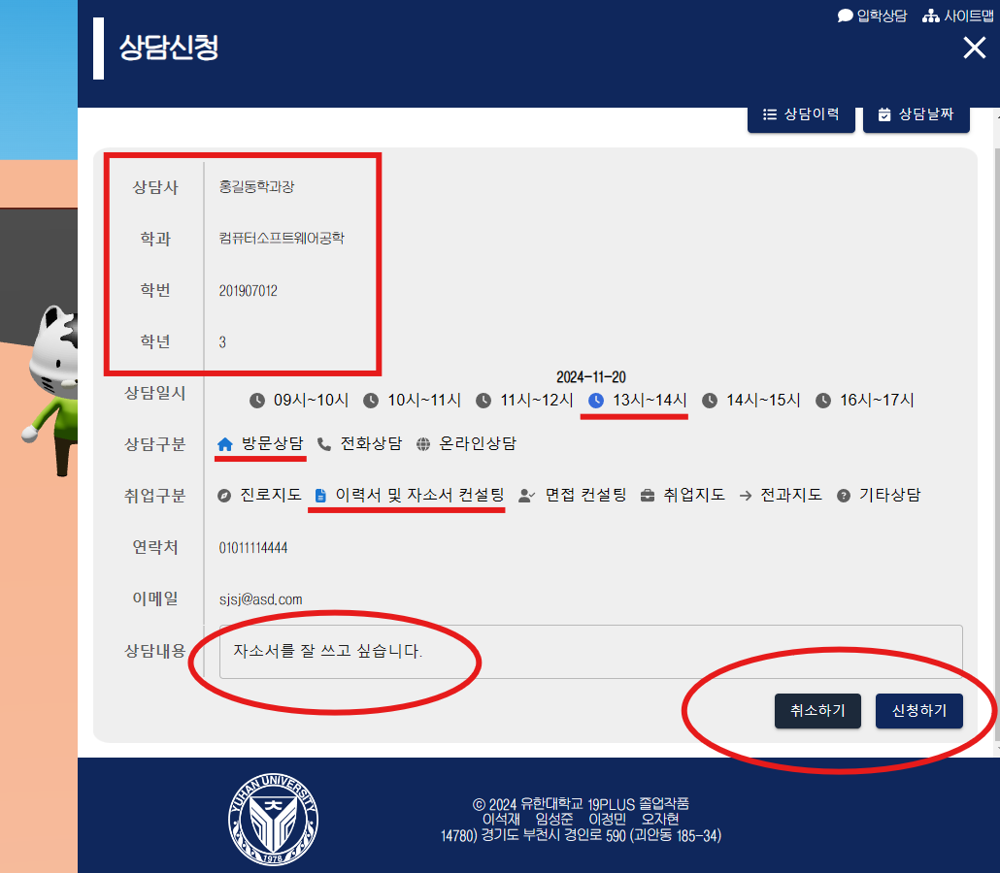 입학상담 사이트맵
상담신청
상담이력 상담날짜
상담사 홍길동학과장
학과 컴퓨터소프트웨어공학
학번 201907012
학년 3
2024-11-20
상담일시 09시~10시 10시~11시 11시~12시 13시~14시 14시~15시 16시~17시
상담구분 방문상담 전화상담 온라인상담
취업구분 진로지도 이력서 및 자소서 컨설팅 면접 컨설팅 취업지도 전과지도 기타상담
연락처 01011114444
이메일 sjsj@asd.com
상담내용 자소서를 잘 쓰고 싶습니다.
취소하기 신청하기
YUHAN UNIVERSITY
1978
ⓒ 2024 유한대학교 19PLUS 졸업작품
이석재 임성준 이정민 오자현
14780) 경기도 부천시 경인로 590 (괴안동 185-34)